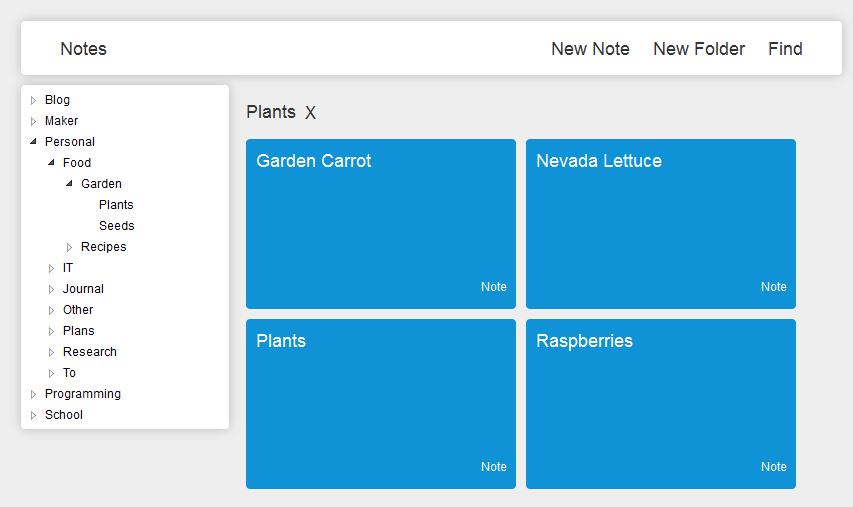 Notes
New Note New Folder Find
Blog
Maker
Personal
Food
Garden
Plants
Seeds
Recipes
IT
Journal
Other
Plans
Research
To
Programming
School
Plants X
Garden Carrot
Note
Nevada Lettuce
Note
Plants
Note
Raspberries
Note